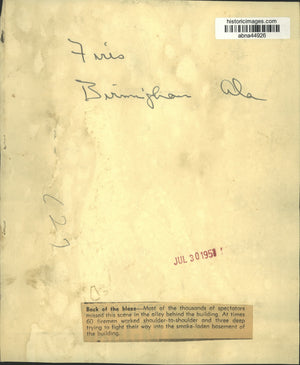 historicimages.com
abna44926
Fires
Birmingham Ala
JUL 30 195
Back of the blaze—Most of the thousands of spectators
missed this scene in the alley behind the building. At times
60 firemen worked shoulder-to-shoulder and three deep
trying to fight their way into the smoke-laden basement of
the building.